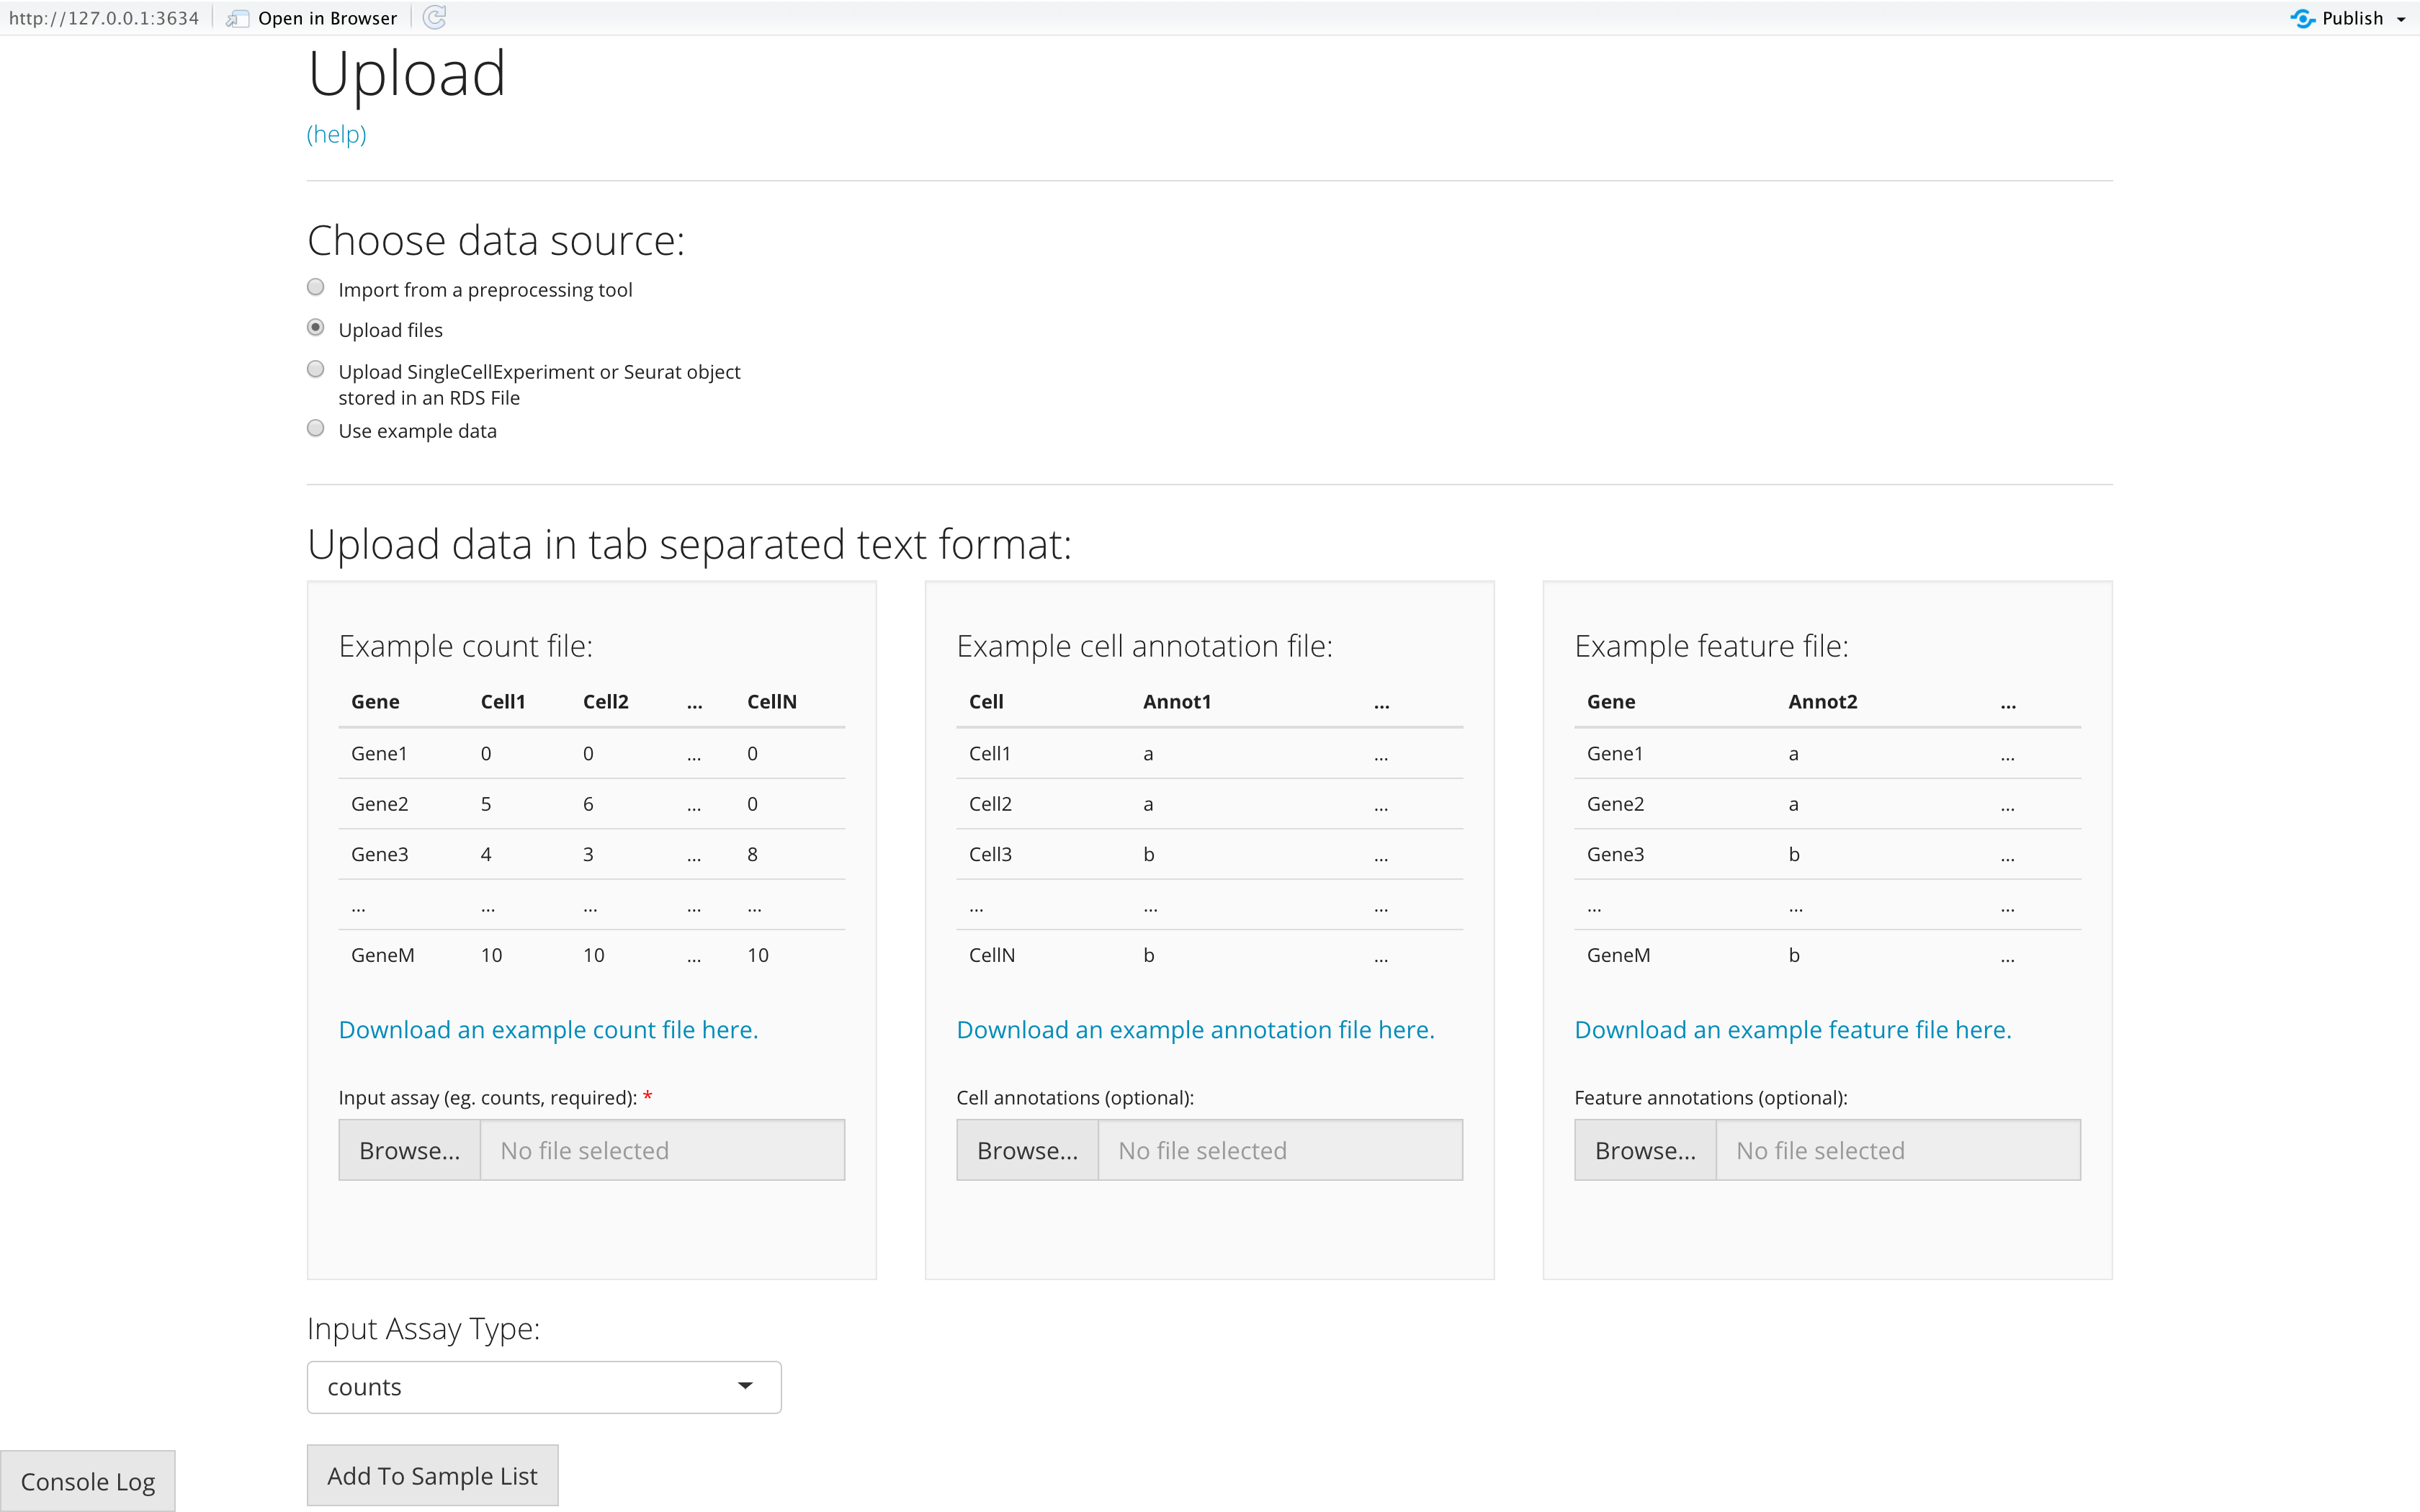 http://127.0.0.1:3634 Open in Browser Publish
Upload
(help)
Choose data source:
Import from a preprocessing tool
Upload files
Upload SingleCellExperiment or Seurat object
stored in an RDS File
Use example data
Upload data in tab separated text format:
Example count file:
Gene Cell1 Cell2 ... CellN
Gene1 0 0 ... 0
Gene2 5 6 ... 0
Gene3 4 3 ... 8
... ... ... ... ...
GeneM 10 10 ... 10
Download an example count file here.
Input assay (eg. counts, required): *
Browse... No file selected
Example cell annotation file:
Cell Annot1 ...
Cell1 a ...
Cell2 a ...
Cell3 b ...
... ... ...
CellN b ...
Download an example annotation file here.
Cell annotations (optional):
Browse... No file selected
Example feature file:
Gene Annot2 ...
Gene1 a ...
Gene2 a ...
Gene3 b ...
... ... ...
GeneM b ...
Download an example feature file here.
Feature annotations (optional):
Browse... No file selected
Input Assay Type:
counts
Add To Sample List
Console Log